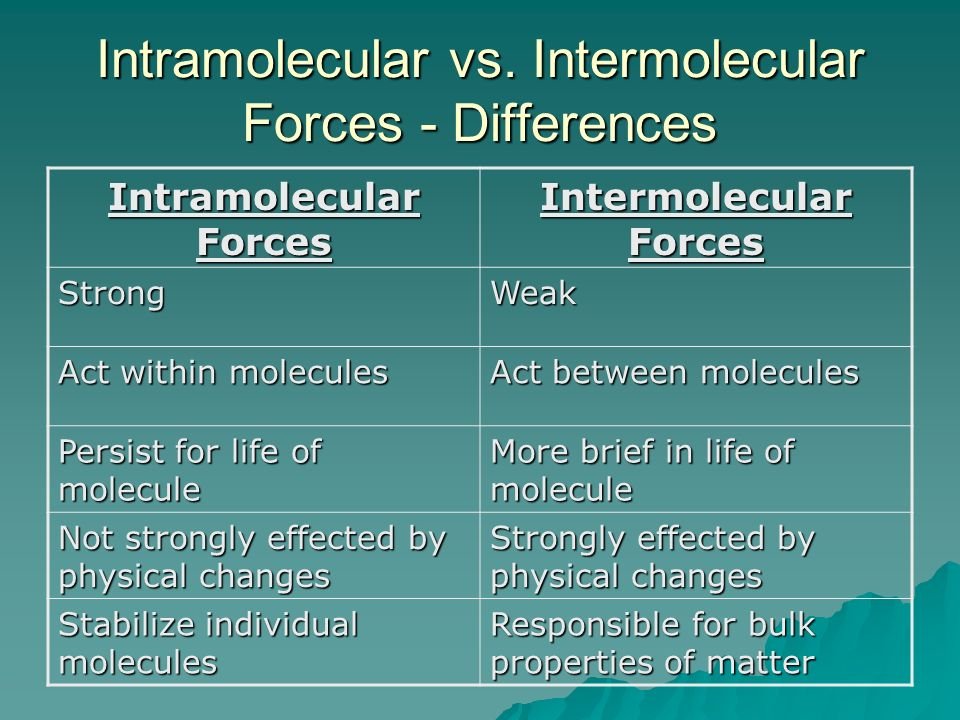 Intramolecular vs. Intermolecular
Forces - Differences
Intramolecular
Forces
Intermolecular
Forces
Strong
Weak
Act within molecules
Act between molecules
Persist for life of
molecule
More brief in life of
molecule
Not strongly effected by
physical changes
Strongly effected by
physical changes
Stabilize individual
molecules
Responsible for bulk
properties of matter